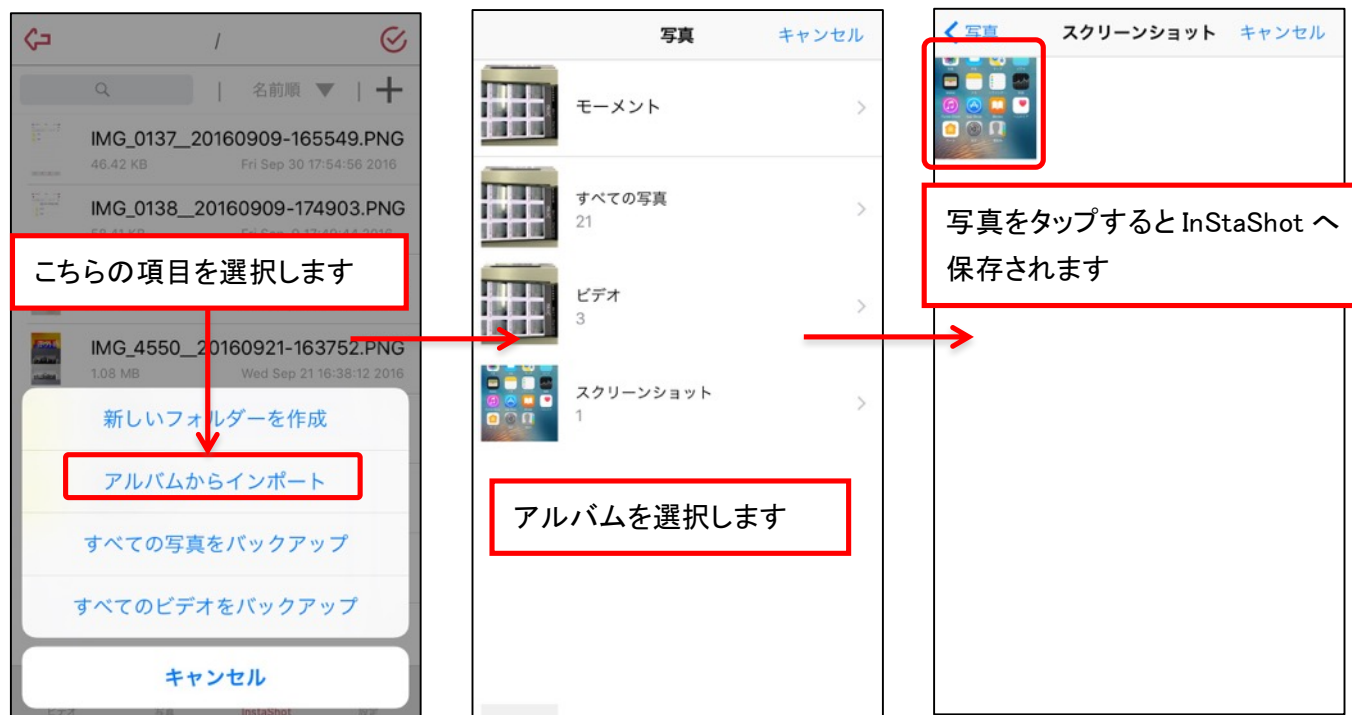 /
名前順 ▼ | +
IMG_0137__20160909-165549.PNG
46.42 KB Fri Sep 30 17:54:56 2016
IMG_0138__20160909-174903.PNG
こちらの項目を選択します
IMG_4550__20160921-163752.PNG
1.08 MB Wed Sep 21 16:38:12 2016
新しいフォルダーを作成
アルバムからインポート
すべての写真をバックアップ
すべてのビデオをバックアップ
キャンセル
ビデオ 写真 InstaShot 設定
写真 キャンセル
モーメント
すべての写真
21
ビデオ
3
スクリーンショット
1
アルバムを選択します
写真 スクリーンショット キャンセル
写真をタップすると InStaShot へ
保存されます